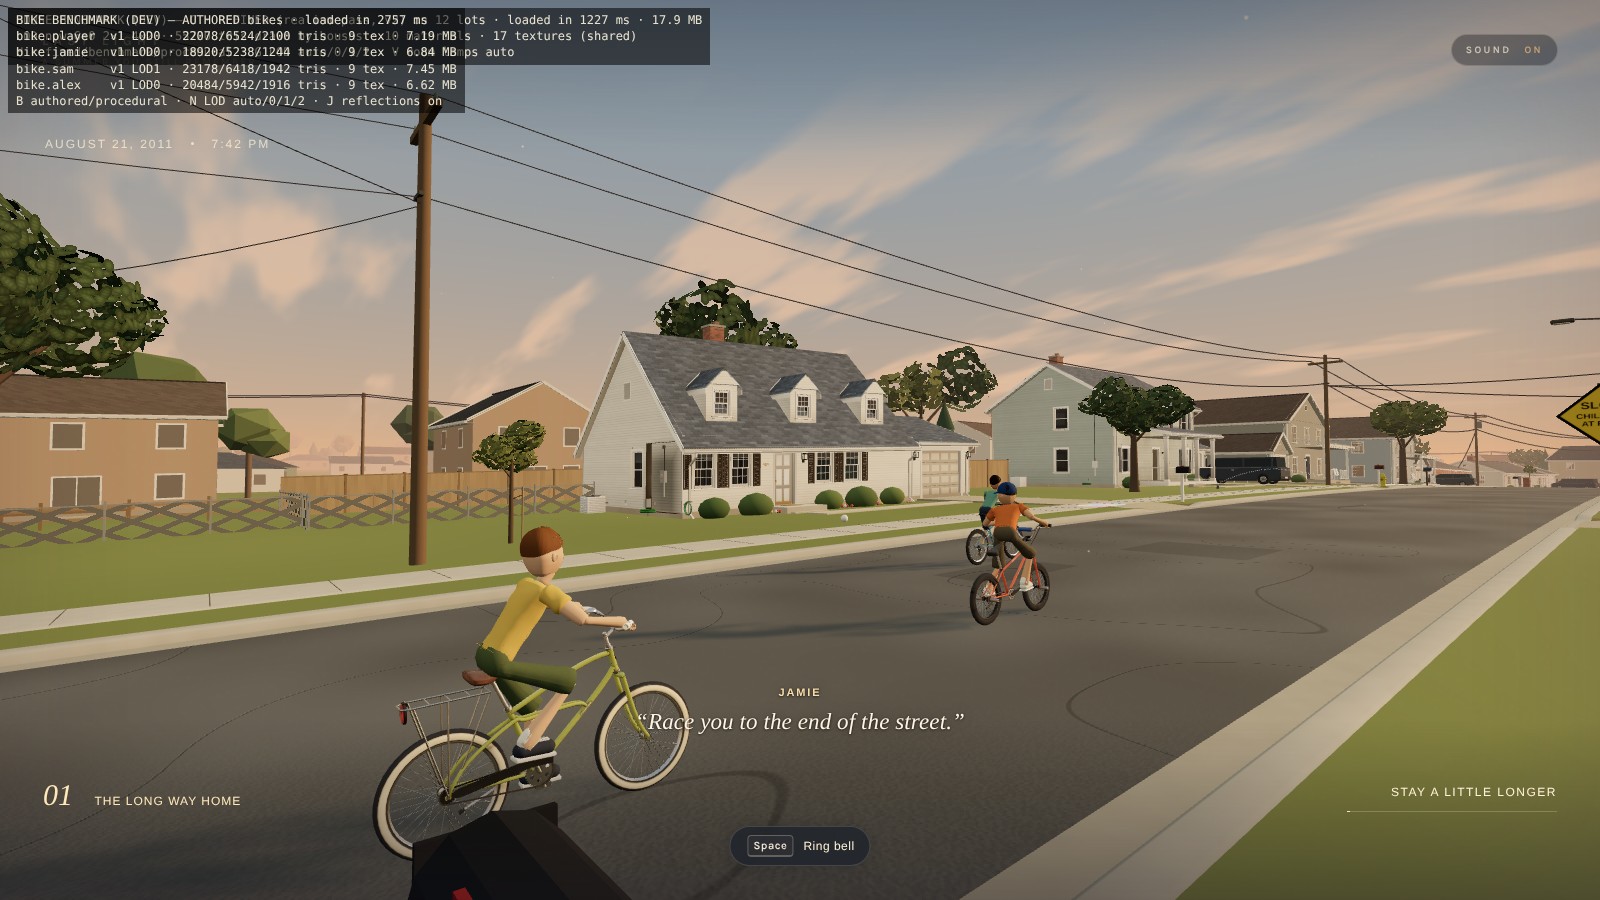 BIKE BENCHMARK (DEV) — AUTHORED bikes · loaded in 2757 ms
12 lots · loaded in 1227 ms · 17.9 MB
bike.player v1 LOD0 · 22078/6524/2100 tris · 9 tex · 7.19 MB
· 17 textures (shared)
bike.jamie v1 LOD0 · 18920/5238/1244 tris · 9 tex · 6.84 MB
auto
bike.sam v1 LOD1 · 23178/6418/1942 tris · 9 tex · 7.45 MB
bike.alex v1 LOD0 · 20484/5942/1916 tris · 9 tex · 6.62 MB
B authored/procedural · N LOD auto/0/1/2 · J reflections on
SOUND ON
AUGUST 21, 2011 • 7:42 PM
JAMIE
“Race you to the end of the street.”
01 THE LONG WAY HOME
STAY A LITTLE LONGER
Space Ring bell